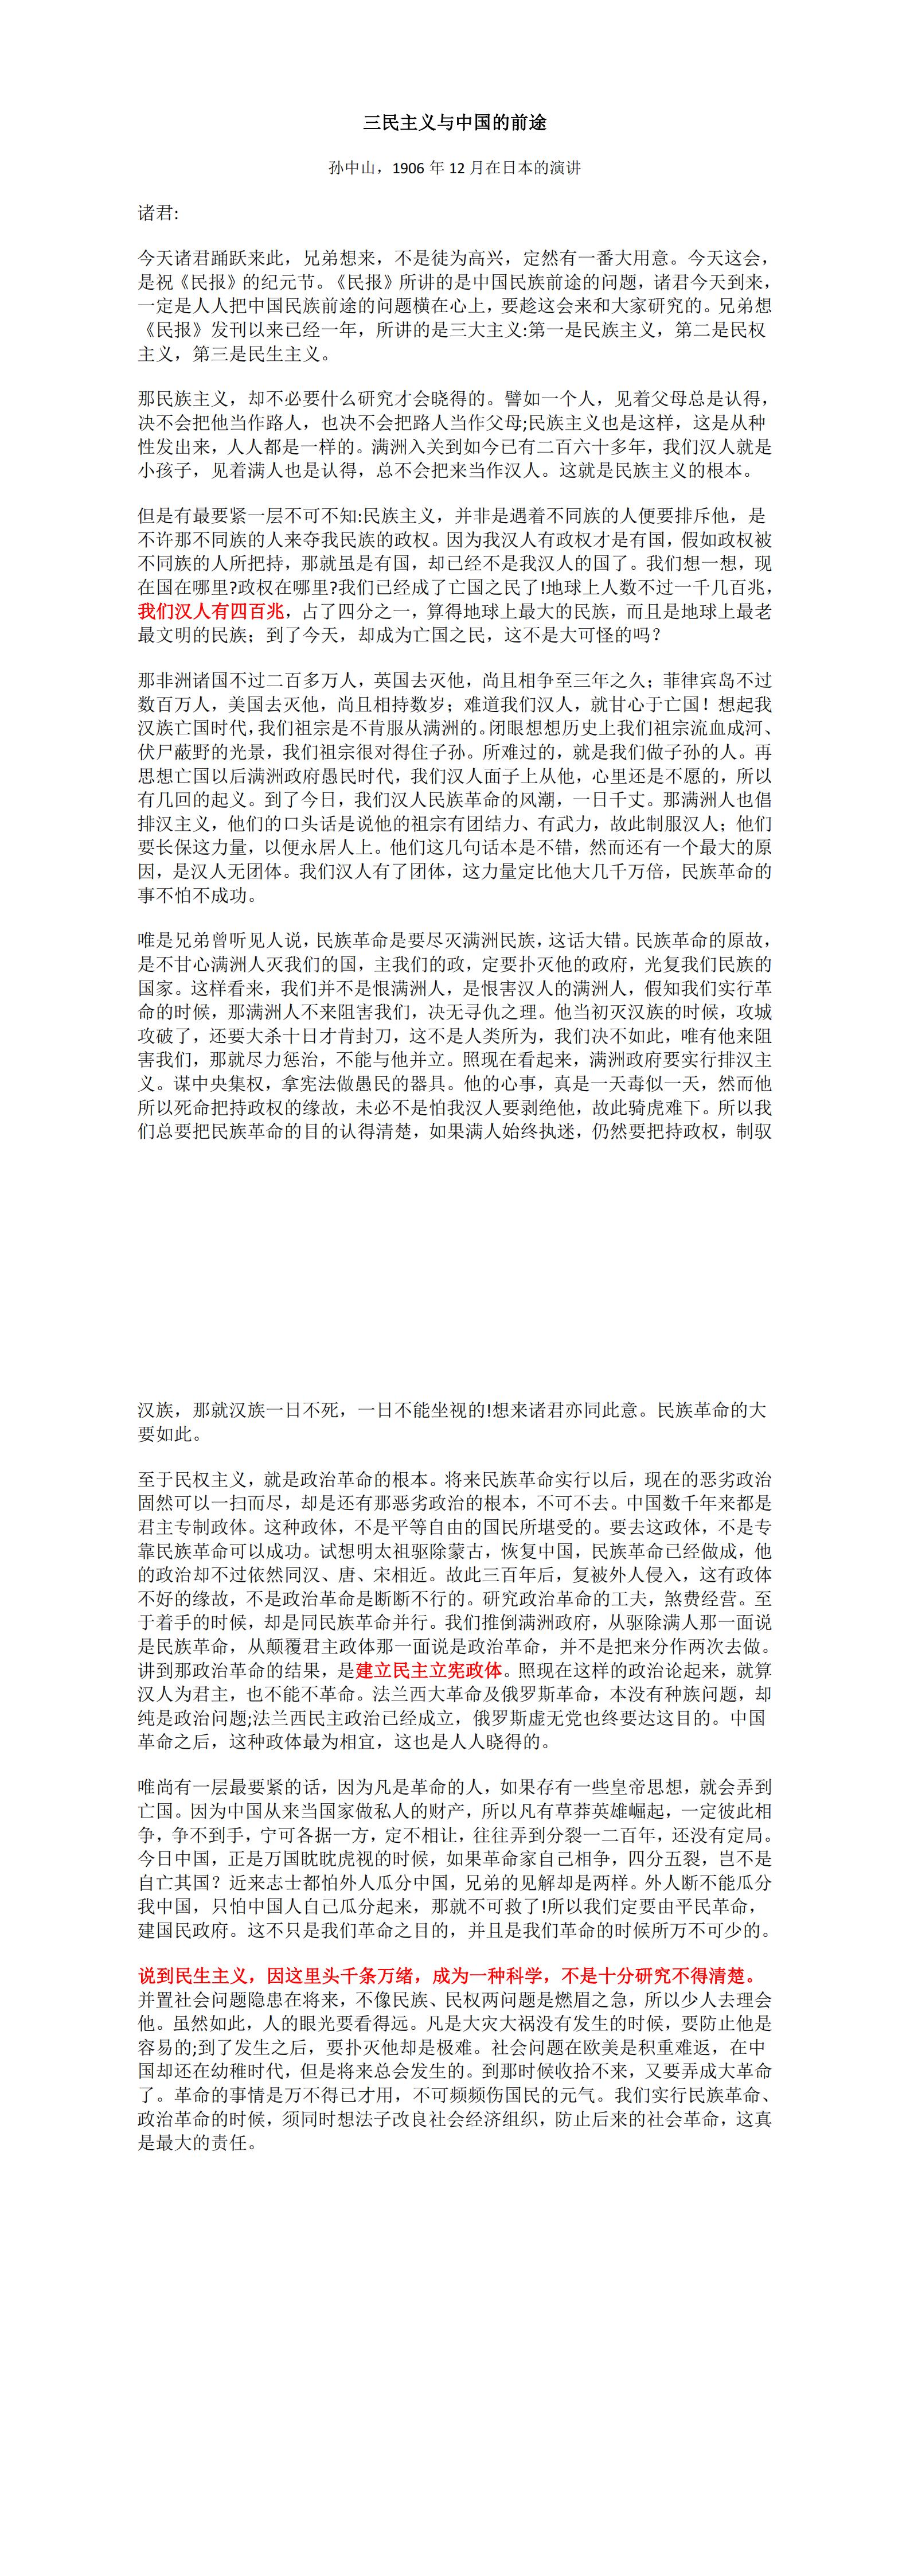 三民主义与中国的前途
孙中山，1906 年 12 月在日本的演讲
诸君:
今天诸君踊跃来此，兄弟想来，不是徒为高兴，定然有一番大用意。今天这会，
是祝《民报》的纪元节。《民报》所讲的是中国民族前途的问题，诸君今天到来，
一定是人人把中国民族前途的问题横在心上，要趁这会来和大家研究的。兄弟想
《民报》发刊以来已经一年，所讲的是三大主义:第一是民族主义，第二是民权
主义，第三是民生主义。
那民族主义，却不必要什么研究才会晓得的。譬如一个人，见着父母总是认得，
决不会把他当作路人，也决不会把路人当作父母;民族主义也是这样，这是从种
性发出来，人人都是一样的。满洲入关到如今已有二百六十多年，我们汉人就是
小孩子，见着满人也是认得，总不会把来当作汉人。这就是民族主义的根本。
但是有最要紧一层不可不知:民族主义，并非是遇着不同族的人便要排斥他，是
不许那不同族的人来夺我民族的政权。因为我汉人有政权才是有国，假如政权被
不同族的人所把持，那就虽是有国，却已经不是我汉人的国了。我们想一想，现
在国在哪里?政权在哪里?我们已经成了亡国之民了!地球上人数不过一千几百兆，
我们汉人有四百兆，占了四分之一，算得地球上最大的民族，而且是地球上最老
最文明的民族；到了今天，却成为亡国之民，这不是大可怪的吗？
那非洲诸国不过二百多万人，英国去灭他，尚且相争至三年之久；菲律宾岛不过
数百万人，美国去灭他，尚且相持数岁；难道我们汉人，就甘心于亡国！想起我
汉族亡国时代，我们祖宗是不肯服从满洲的。闭眼想想历史上我们祖宗流血成河、
伏尸蔽野的光景，我们祖宗很对得住子孙。所难过的，就是我们做子孙的人。再
思想亡国以后满洲政府愚民时代，我们汉人面子上从他，心里还是不愿的，所以
有几回的起义。到了今日，我们汉人民族革命的风潮，一日千丈。那满洲人也倡
排汉主义，他们的口头话是说他的祖宗有团结力、有武力，故此制服汉人；他们
要长保这力量，以便永居人上。他们这几句话本是不错，然而还有一个最大的原
因，是汉人无团体。我们汉人有了团体，这力量定比他大几千万倍，民族革命的
事不怕不成功。
唯是兄弟曾听见人说，民族革命是要尽灭满洲民族，这话大错。民族革命的原故，
是不甘心满洲人灭我们的国，主我们的政，定要扑灭他的政府，光复我们民族的
国家。这样看来，我们并不是恨满洲人，是恨害汉人的满洲人，假如我们实行革
命的时候，那满洲人不来阻害我们，决无寻仇之理。他当初灭汉族的时候，攻城
攻破了，还要大杀十日才肯封刀，这不是人类所为，我们决不如此，唯有他来阻
害我们，那就尽力惩治，不能与他并立。照现在看起来，满洲政府要实行排汉主
义。谋中央集权，拿宪法做愚民的器具。他的心事，真是一天毒似一天，然而他
所以死命把持政权的缘故，未必不是怕我汉人要剥绝他，故此骑虎难下。所以我
们总要把民族革命的目的认得清楚，如果满人始终执迷，仍然要把持政权，制驭
汉族，那就汉族一日不死，一日不能坐视的!想来诸君亦同此意。民族革命的大
要如此。
至于民权主义，就是政治革命的根本。将来民族革命实行以后，现在的恶劣政治
固然可以一扫而尽，却是还有那恶劣政治的根本，不可不去。中国数千年来都是
君主专制政体。这种政体，不是平等自由的国民所堪受的。要去这政体，不是专
靠民族革命可以成功。试想明太祖驱除蒙古，恢复中国，民族革命已经做成，他
的政治却不过依然同汉、唐、宋相近。故此三百年后，复被外人侵入，这有政体
不好的缘故，不是政治革命是断断不行的。研究政治革命的工夫，煞费经营。至
于着手的时候，却是同民族革命并行。我们推倒满洲政府，从驱除满人那一面说
是民族革命，从颠覆君主政体那一面说是政治革命，并不是把来分作两次去做。
讲到那政治革命的结果，是建立民主立宪政体。照现在这样的政治论起来，就算
汉人为君主，也不能不革命。法兰西大革命及俄罗斯革命，本没有种族问题，却
纯是政治问题;法兰西民主政治已经成立，俄罗斯虚无党也终要达这目的。中国
革命之后，这种政体最为相宜，这也是人人晓得的。
唯尚有一层最要紧的话，因为凡是革命的人，如果存有一些皇帝思想，就会弄到
亡国。因为中国从来当国家做私人的财产，所以凡有草莽英雄崛起，一定彼此相
争，争不到手，宁可各据一方，定不相让，往往弄到分裂一二百年，还没有定局。
今日中国，正是万国眈眈虎视的时候，如果革命家自己相争，四分五裂，岂不是
自亡其国？近来志士都怕外人瓜分中国，兄弟的见解却是两样。外人断不能瓜分
我中国，只怕中国人自己瓜分起来，那就不可救了!所以我们定要由平民革命，
建国民政府。这不只是我们革命之目的，并且是我们革命的时候所万不可少的。
说到民生主义，因这里头千条万绪，成为一种科学，不是十分研究不得清楚。
并置社会问题隐患在将来，不像民族、民权两问题是燃眉之急，所以少人去理会
他。虽然如此，人的眼光要看得远。凡是大灾大祸没有发生的时候，要防止他是
容易的;到了发生之后，要扑灭他却是极难。社会问题在欧美是积重难返，在中
国却还在幼稚时代，但是将来总会发生的。到那时候收拾不来，又要弄成大革命
了。革命的事情是万不得已才用，不可频频伤国民的元气。我们实行民族革命、
政治革命的时候，须同时想法子改良社会经济组织，防止后来的社会革命，这真
是最大的责任。